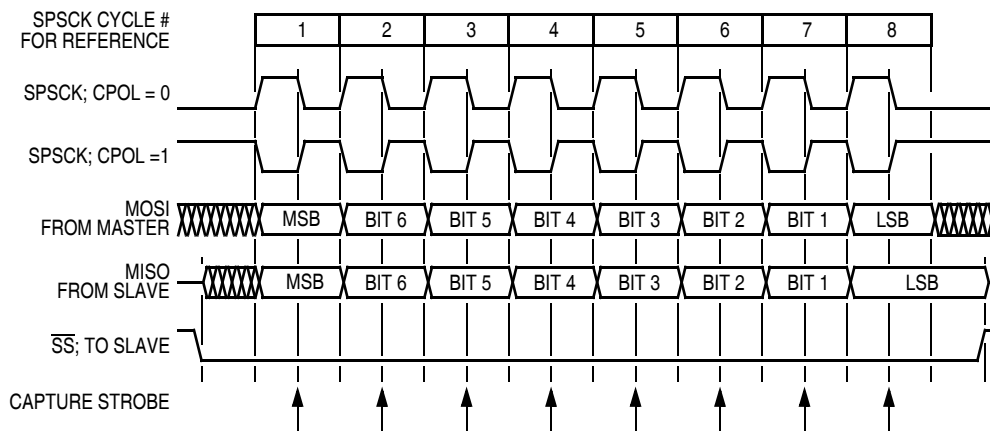 SPSCK CYCLE #
FOR REFERENCE
1 2 3 4 5 6 7 8
SPSCK; CPOL = 0
SPSCK; CPOL =1
MOSI
FROM MASTER
MSB BIT 6 BIT 5 BIT 4 BIT 3 BIT 2 BIT 1 LSB
MISO
FROM SLAVE
MSB BIT 6 BIT 5 BIT 4 BIT 3 BIT 2 BIT 1 LSB
S̅S̅; TO SLAVE
CAPTURE STROBE